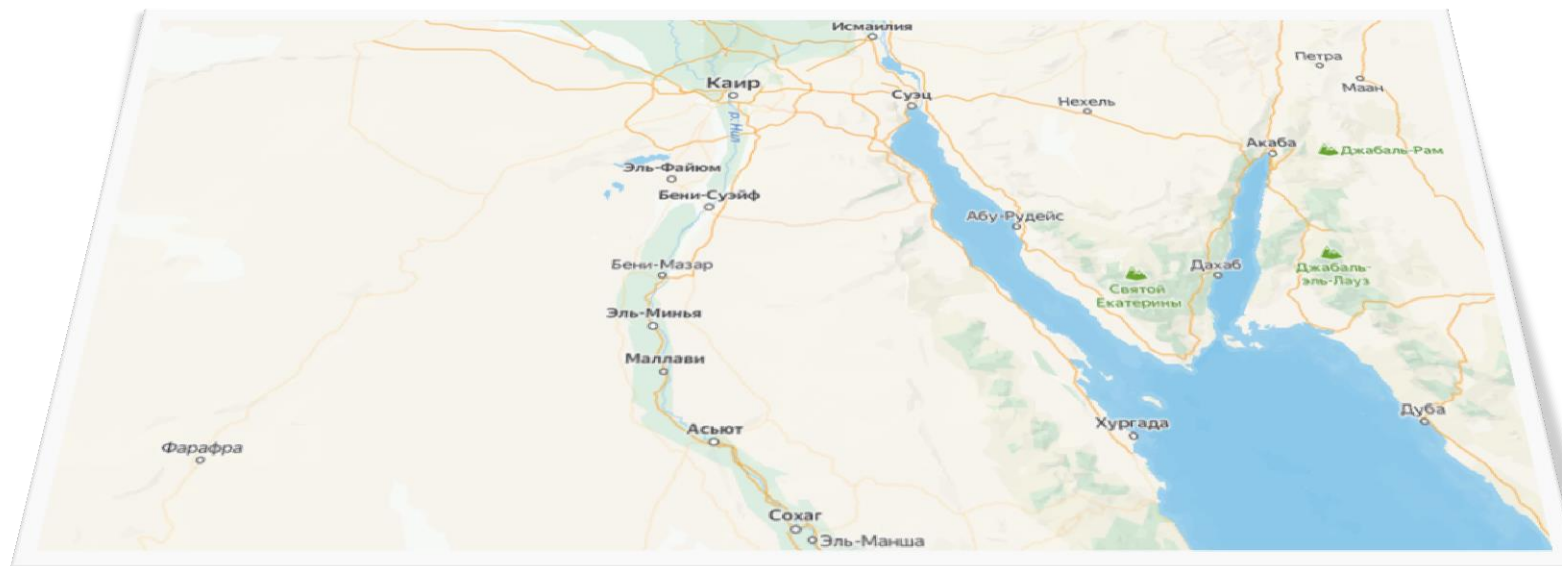 Исмаилия
Петра
Каир
Маан
Суэц
Нехель
р. Нил
Акаба
Джабаль-Рам
Эль-Файюм
Бени-Суэйф
Абу-Рудейс
Бени-Мазар
Дахаб
Джабаль-
эль-Лауз
Святой
Екатерины
Эль-Минья
Маллави
Дуба
Хургада
Асьют
Фарафра
Сохаг
Эль-Манша